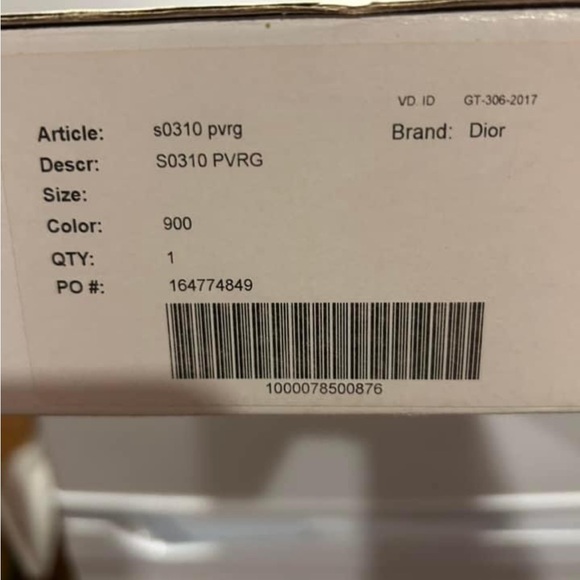 VD. ID GT-306-2017
Article: s0310 pvrg Brand: Dior
Descr: S0310 PVRG
Size:
Color: 900
QTY: 1
PO #: 164774849
1000078500876